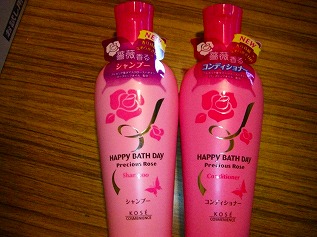 NEW
薔薇香る
シャンプー
HAPPY BATH DAY
Precious Rose
Shampoo
シャンプー
KOSÉ
COSMENIENCE
NEW
薔薇香る
コンディショナー
HAPPY BATH DAY
Precious Rose
Conditioner
コンディショナー
KOSÉ
COSMENIENCE